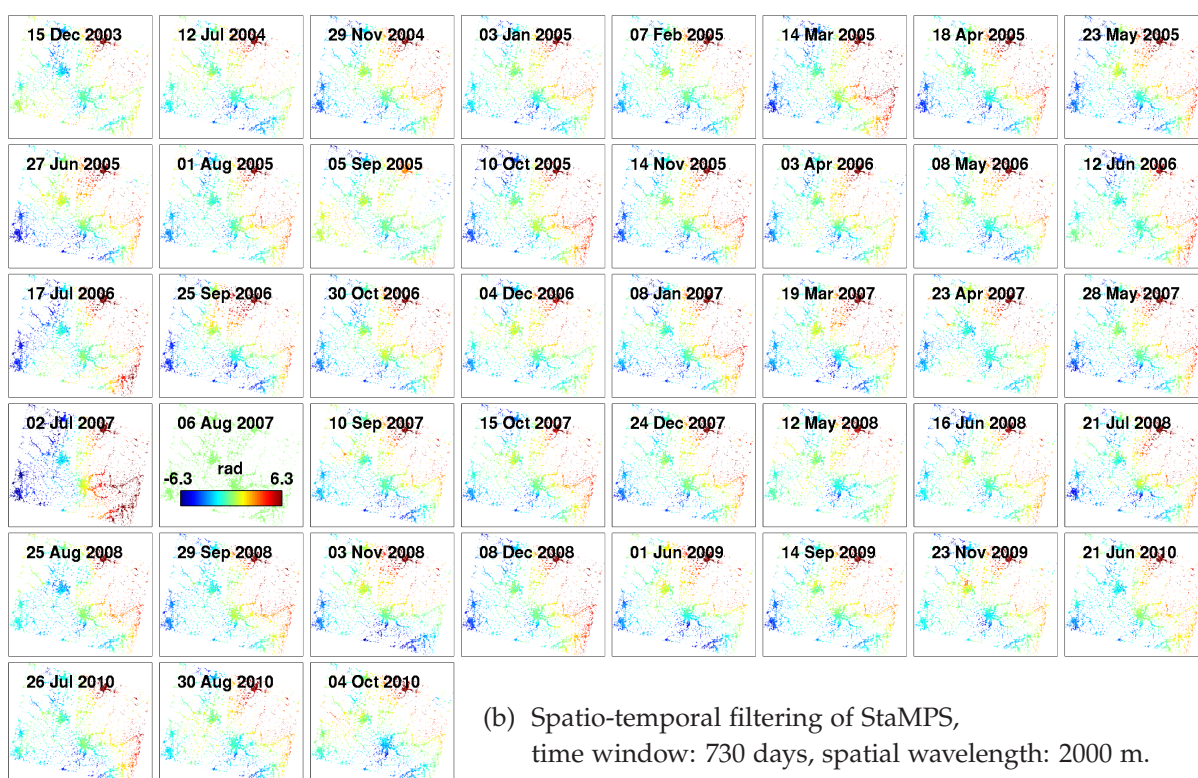 15 Dec 2003 12 Jul 2004 29 Nov 2004 03 Jan 2005 07 Feb 2005 14 Mar 2005 18 Apr 2005 23 May 2005
27 Jun 2005 01 Aug 2005 05 Sep 2005 10 Oct 2005 14 Nov 2005 03 Apr 2006 08 May 2006 12 Jun 2006
17 Jul 2006 25 Sep 2006 30 Oct 2006 04 Dec 2006 08 Jan 2007 19 Mar 2007 23 Apr 2007 28 May 2007
02 Jul 2007 06 Aug 2007 10 Sep 2007 15 Oct 2007 24 Dec 2007 12 May 2008 16 Jun 2008 21 Jul 2008
rad
-6.3 6.3
25 Aug 2008 29 Sep 2008 03 Nov 2008 08 Dec 2008 01 Jun 2009 14 Sep 2009 23 Nov 2009 21 Jun 2010
26 Jul 2010 30 Aug 2010 04 Oct 2010
(b) Spatio-temporal filtering of StaMPS,
time window: 730 days, spatial wavelength: 2000 m.